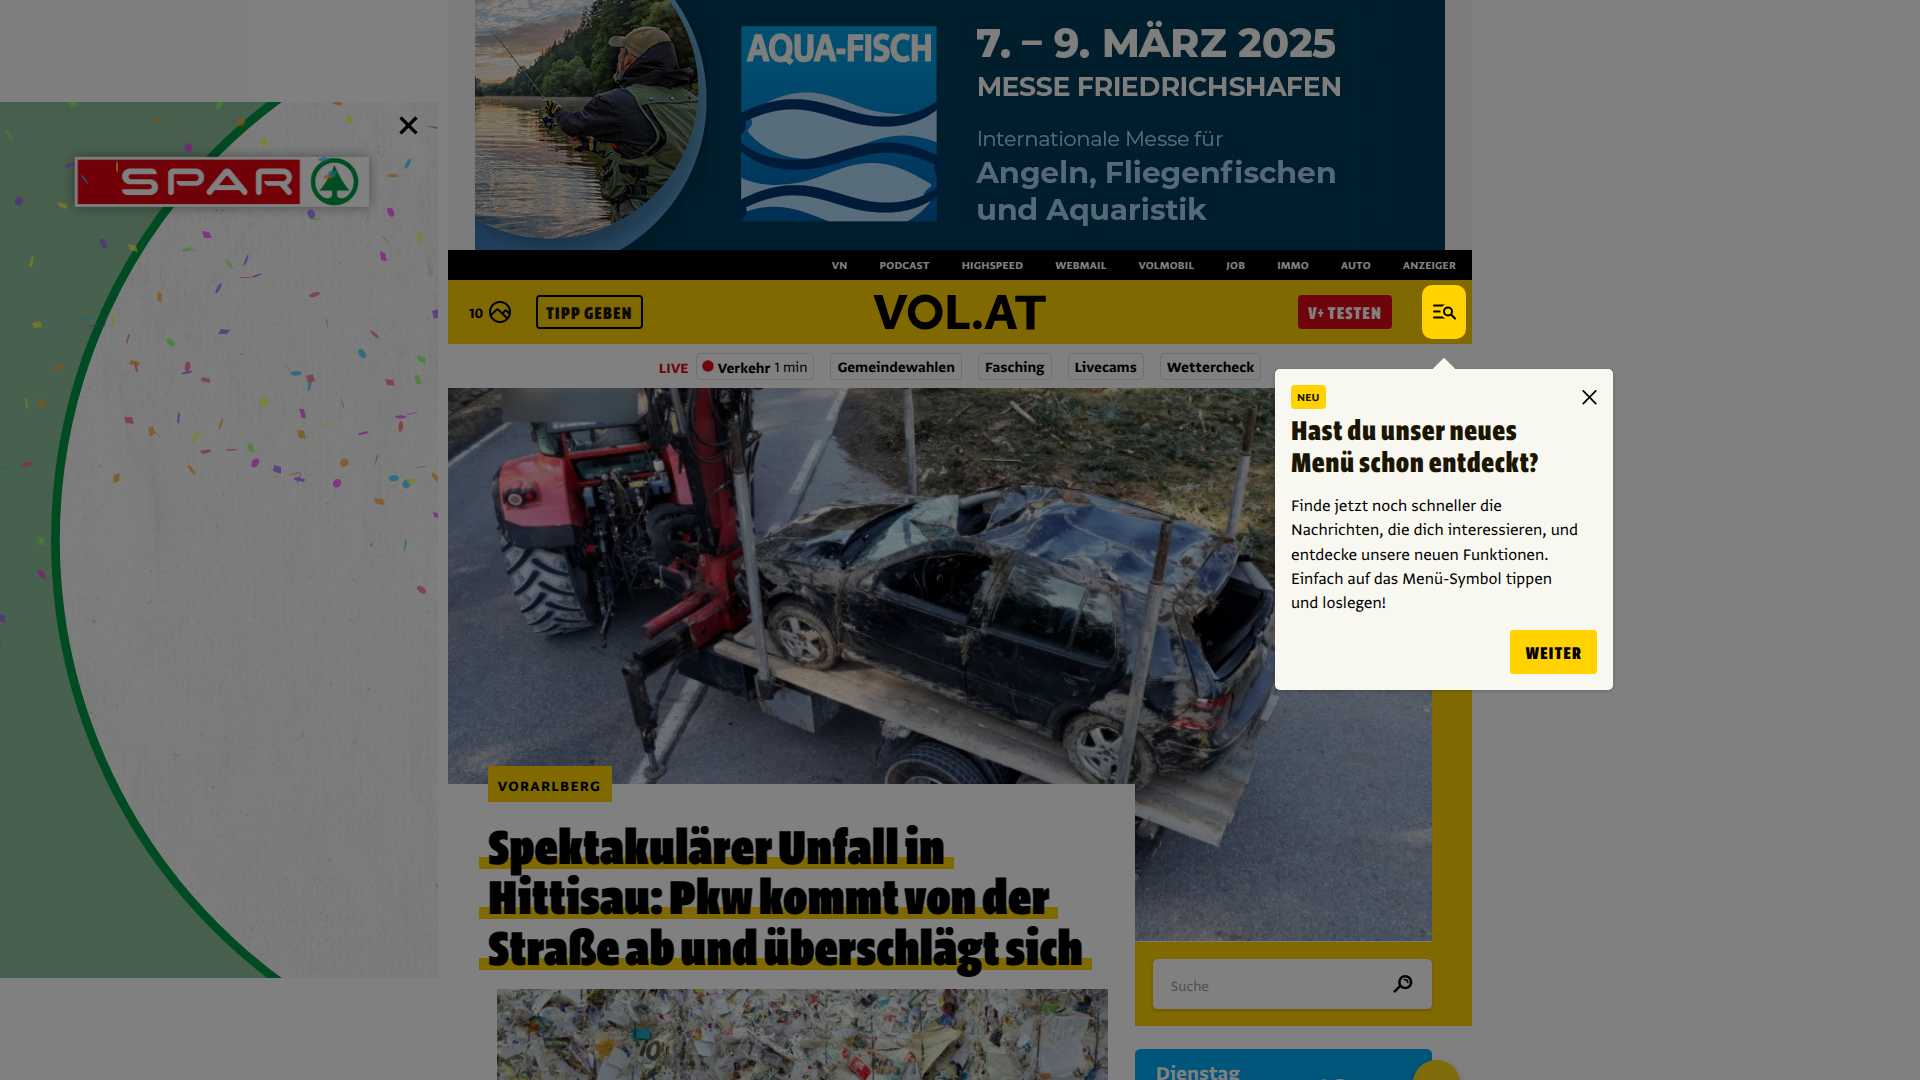 AQUA-FISCH
7. – 9. MÄRZ 2025
MESSE FRIEDRICHSHAFEN
Internationale Messe für
Angeln, Fliegenfischen
und Aquaristik
SPAR
VN PODCAST HIGHSPEED WEBMAIL VOLMOBIL JOB IMMO AUTO ANZEIGER
10 TIPP GEBEN VOL.AT V+ TESTEN
LIVE Verkehr 1 min Gemeindewahlen Fasching Livecams Wettercheck
NEU
Hast du unser neues
Menü schon entdeckt?
Finde jetzt noch schneller die
Nachrichten, die dich interessieren, und
entdecke unsere neuen Funktionen.
Einfach auf das Menü-Symbol tippen
und loslegen!
WEITER
VORARLBERG
Spektakulärer Unfall in
Hittisau: Pkw kommt von der
Straße ab und überschlägt sich
Suche
Dienstag